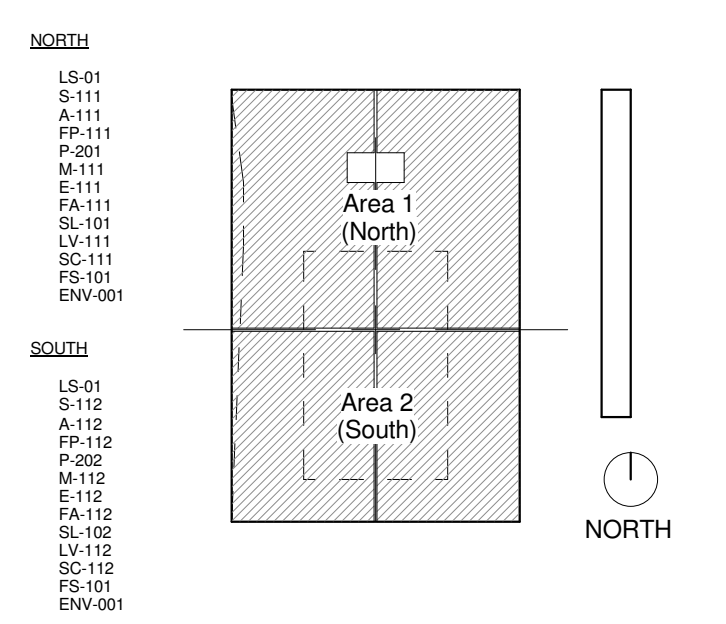 NORTH
LS-01
S-111
A-111
FP-111
P-201
M-111
E-111
FA-111
SL-101
LV-111
SC-111
FS-101
ENV-001
SOUTH
LS-01
S-112
A-112
FP-112
P-202
M-112
E-112
FA-112
SL-102
LV-112
SC-112
FS-101
ENV-001
Area 1
(North)
Area 2
(South)
NORTH